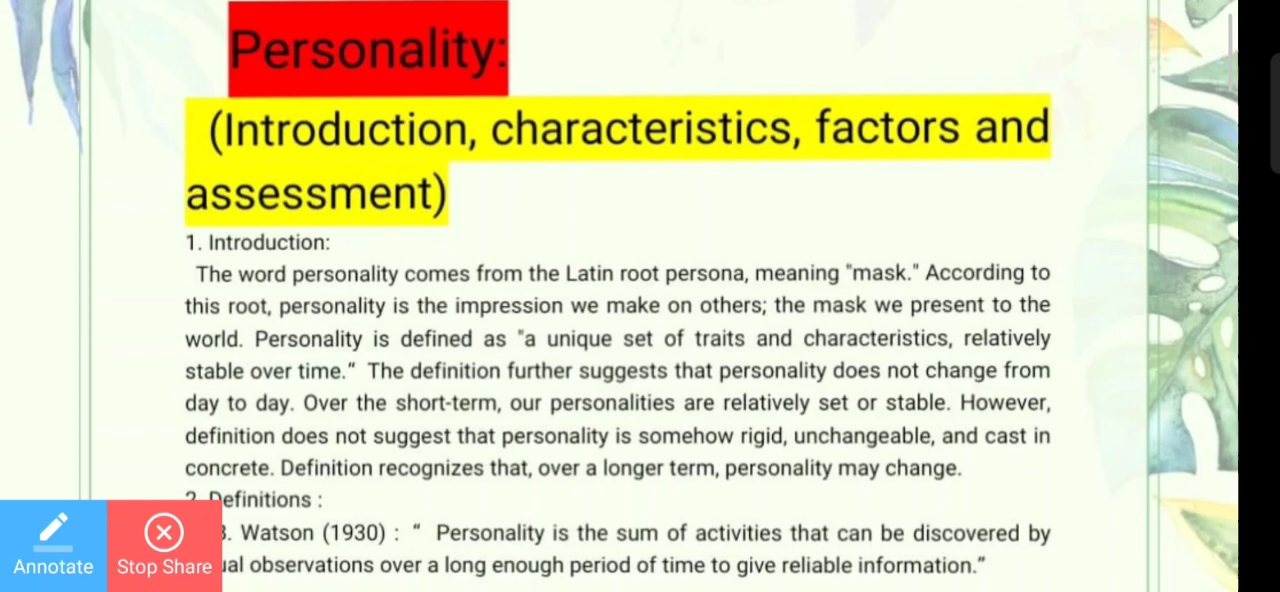 Personality:
(Introduction, characteristics, factors and
assessment)
1. Introduction:
The word personality comes from the Latin root persona, meaning "mask." According to
this root, personality is the impression we make on others; the mask we present to the
world. Personality is defined as "a unique set of traits and characteristics, relatively
stable over time.“ The definition further suggests that personality does not change from
day to day. Over the short-term, our personalities are relatively set or stable. However,
definition does not suggest that personality is somehow rigid, unchangeable, and cast in
concrete. Definition recognizes that, over a longer term, personality may change.
2. Definitions :
B. Watson (1930) : “ Personality is the sum of activities that can be discovered by
observations over a long enough period of time to give reliable information.“
Annotate Stop Share